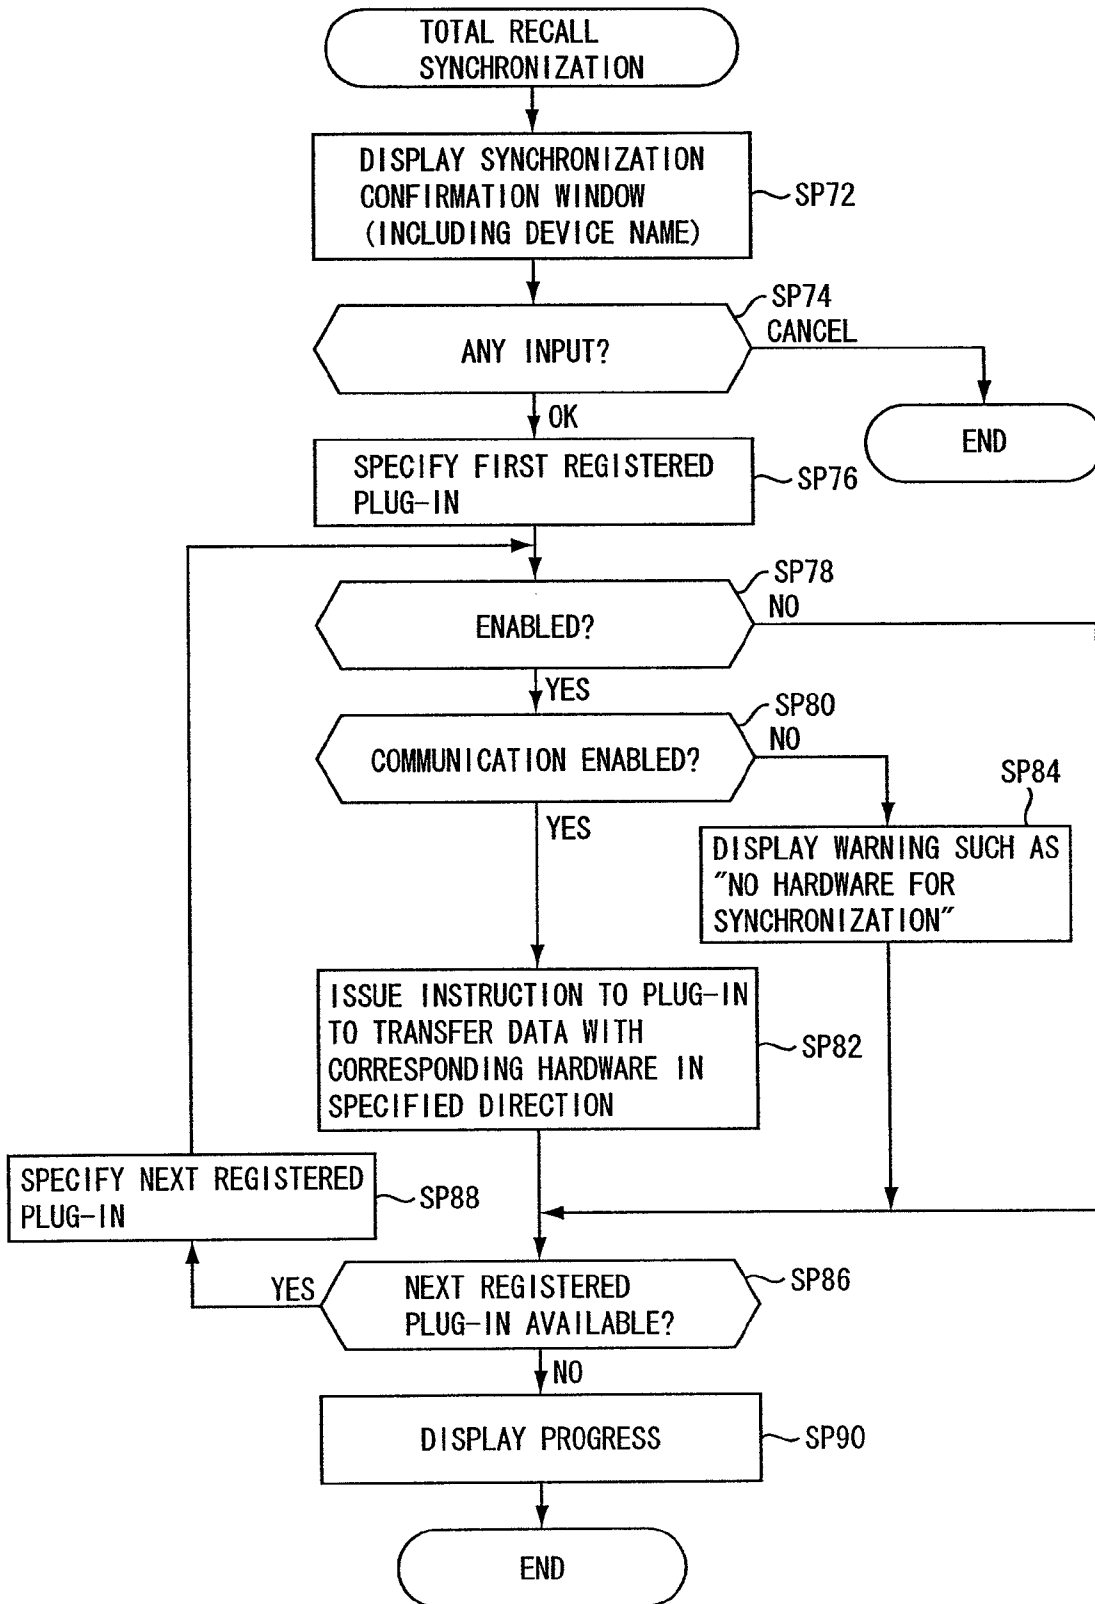 TOTAL RECALL
SYNCHRONIZATION
DISPLAY SYNCHRONIZATION
CONFIRMATION WINDOW
(INCLUDING DEVICE NAME)
SP72
SP74
ANY INPUT?
CANCEL
END
OK
SPECIFY FIRST REGISTERED
PLUG-IN
SP76
SP78
ENABLED?
NO
YES
SP80
COMMUNICATION ENABLED?
NO
YES
SP84
DISPLAY WARNING SUCH AS
"NO HARDWARE FOR
SYNCHRONIZATION"
ISSUE INSTRUCTION TO PLUG-IN
TO TRANSFER DATA WITH
CORRESPONDING HARDWARE IN
SPECIFIED DIRECTION
SP82
SPECIFY NEXT REGISTERED
PLUG-IN
SP88
YES
NEXT REGISTERED
PLUG-IN AVAILABLE?
SP86
NO
DISPLAY PROGRESS
SP90
END